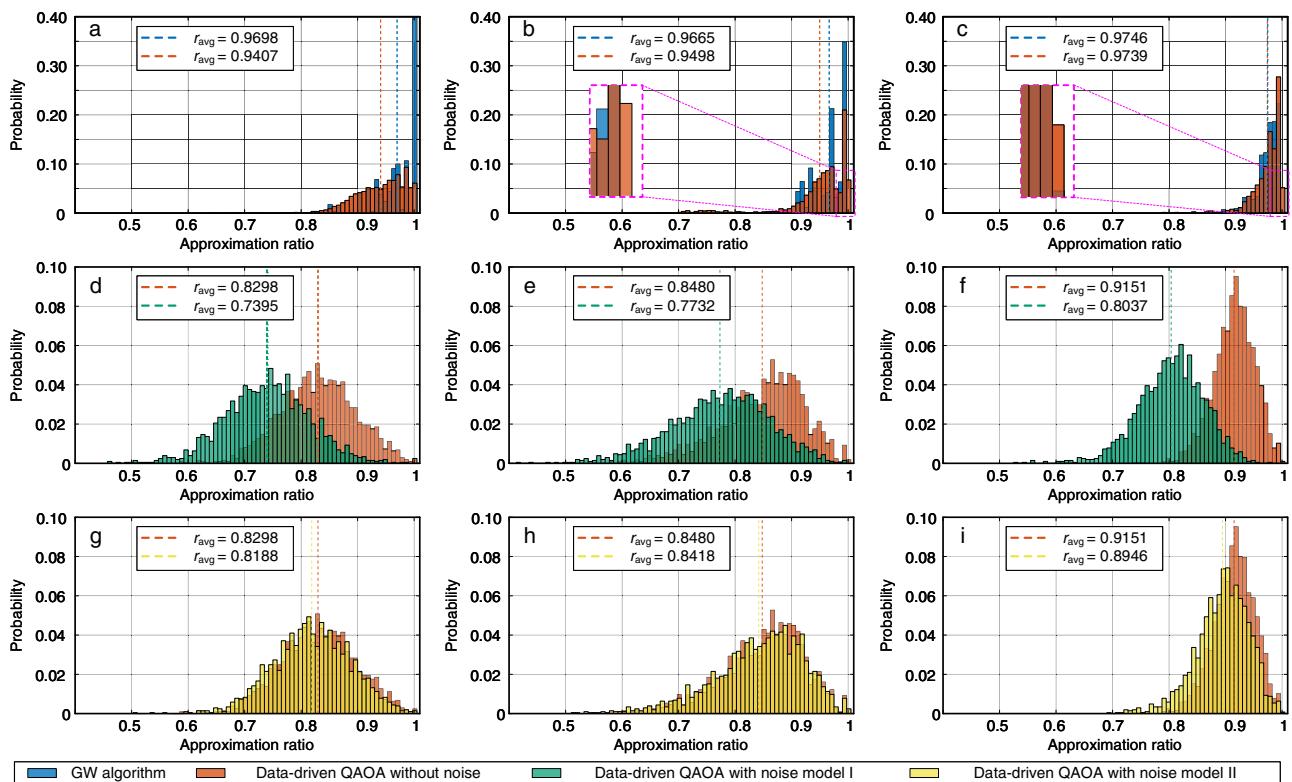 a
r_avg = 0.9698
r_avg = 0.9407
Probability
0.40
0.30
0.20
0.10
0
0.5 0.6 0.7 0.8 0.9 1
Approximation ratio
b
r_avg = 0.9665
r_avg = 0.9498
Probability
0.40
0.30
0.20
0.10
0
0.5 0.6 0.7 0.8 0.9 1
Approximation ratio
c
r_avg = 0.9746
r_avg = 0.9739
Probability
0.40
0.30
0.20
0.10
0
0.5 0.6 0.7 0.8 0.9 1
Approximation ratio
d
r_avg = 0.8298
r_avg = 0.7395
Probability
0.10
0.08
0.06
0.04
0.02
0
0.5 0.6 0.7 0.8 0.9 1
Approximation ratio
e
r_avg = 0.8480
r_avg = 0.7732
Probability
0.10
0.08
0.06
0.04
0.02
0
0.5 0.6 0.7 0.8 0.9 1
Approximation ratio
f
r_avg = 0.9151
r_avg = 0.8037
Probability
0.10
0.08
0.06
0.04
0.02
0
0.5 0.6 0.7 0.8 0.9 1
Approximation ratio
g
r_avg = 0.8298
r_avg = 0.8188
Probability
0.10
0.08
0.06
0.04
0.02
0
0.5 0.6 0.7 0.8 0.9 1
Approximation ratio
h
r_avg = 0.8480
r_avg = 0.8418
Probability
0.10
0.08
0.06
0.04
0.02
0
0.5 0.6 0.7 0.8 0.9 1
Approximation ratio
i
r_avg = 0.9151
r_avg = 0.8946
Probability
0.10
0.08
0.06
0.04
0.02
0
0.5 0.6 0.7 0.8 0.9 1
Approximation ratio
GW algorithm Data-driven QAOA without noise Data-driven QAOA with noise model I Data-driven QAOA with noise model II